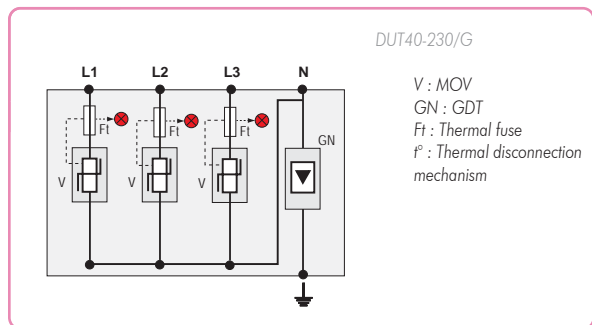 DUT40-230/G
L1 L2 L3 N
V : MOV
GN : GDT
Ft : Thermal fuse
t° : Thermal disconnection
mechanism
Ft Ft Ft
GN
V V V